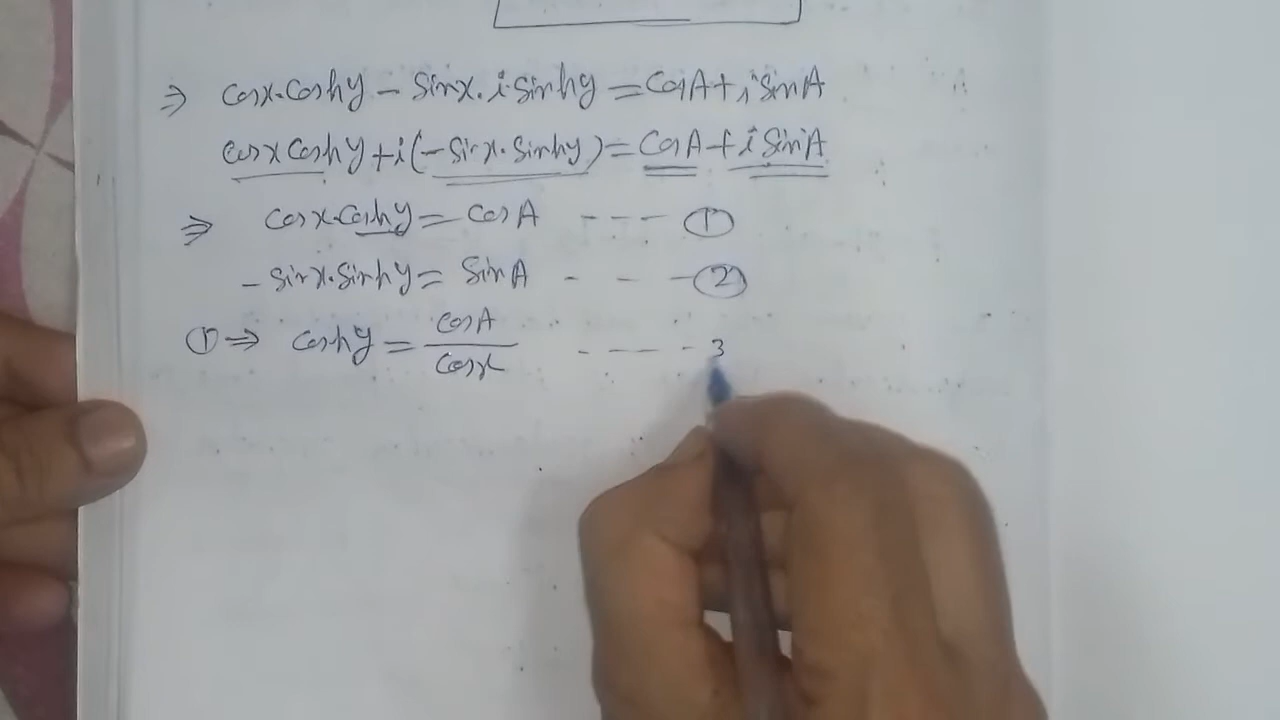 ⇒ cosx·coshy - sinx·i·sinhy = cosA + i sinA
cosx coshy + i(-sinx·sinhy) = cosA + i sinA
⇒ cosx·coshy = cosA - - - ①
-sinx·sinhy = sinA - - - ②
① ⇒ coshy = cosA/cosx - - - - 3